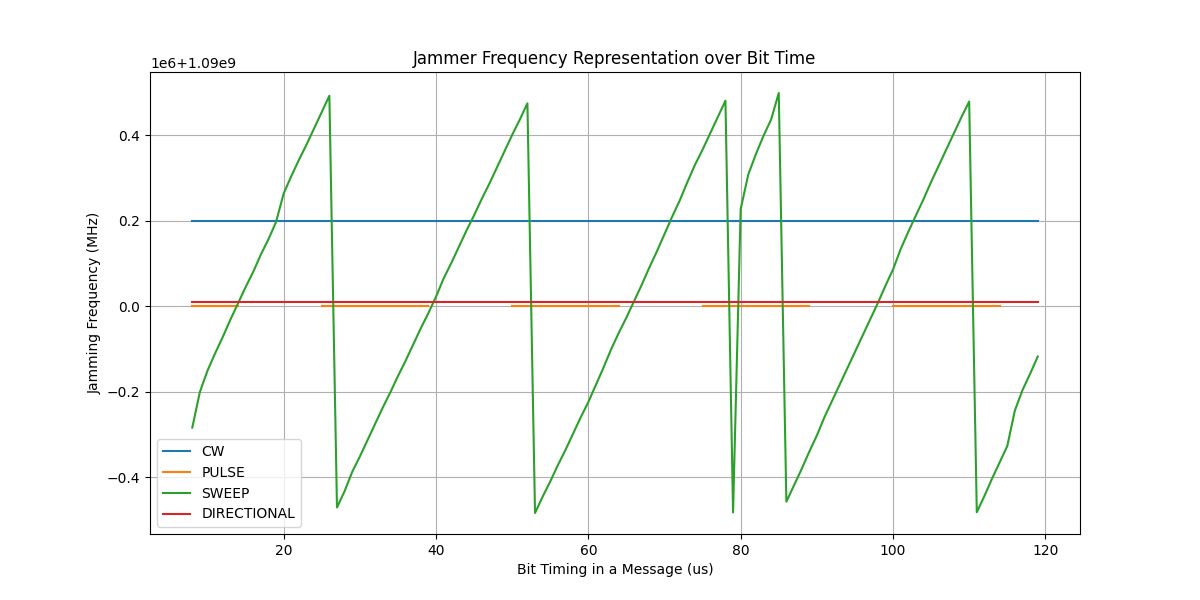 Jammer Frequency Representation over Bit Time
1e6+1.09e9
Jamming Frequency (MHz)
0.4
0.2
0.0
−0.2
−0.4
CW
PULSE
SWEEP
DIRECTIONAL
20 40 60 80 100 120
Bit Timing in a Message (us)